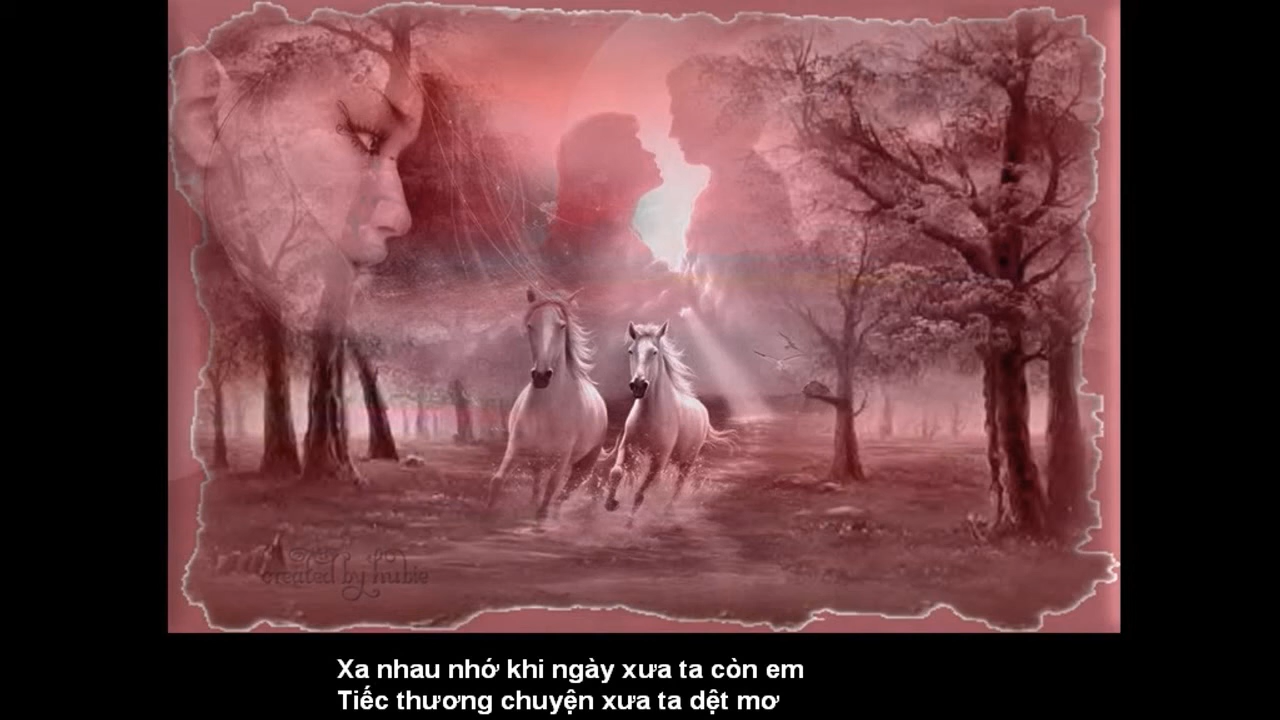 created by hubie
Xa nhau nhớ khi ngày xưa ta còn em
Tiếc thương chuyện xưa ta dệt mơ